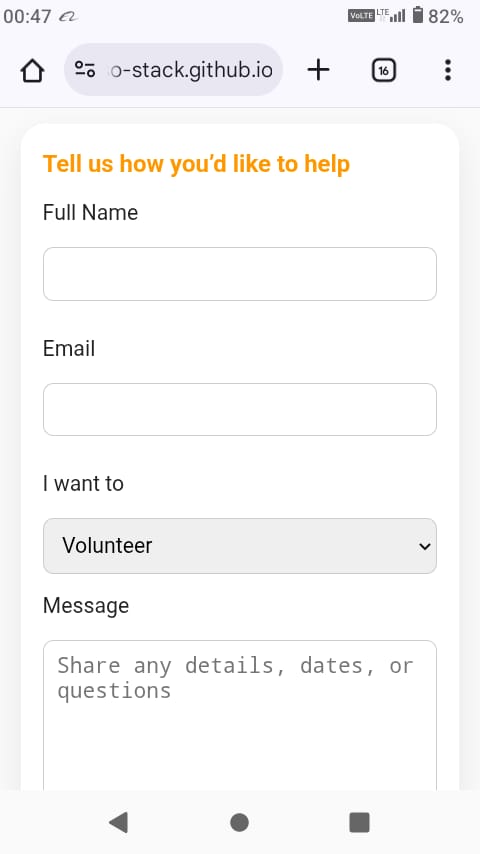 00:47
VoLTE LTE 82%
o-stack.github.io
16
Tell us how you’d like to help
Full Name
Email
I want to
Volunteer
Message
Share any details, dates, or
questions